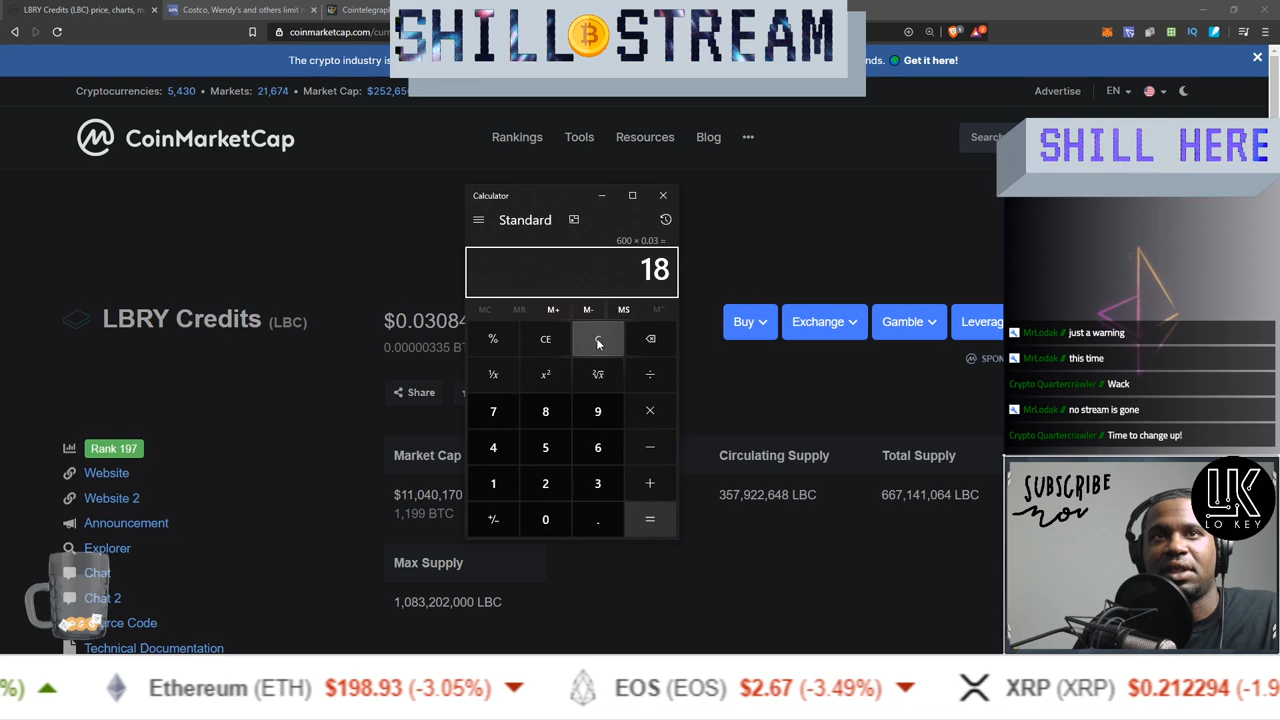 LBRY Credits (LBC) price, charts, m
Costco, Wendy's and others limit
Cointelegraph
SHILL STREAM
coinmarketcap.com/curr
The crypto industry is
nds.
Get it here!
Cryptocurrencies: 5,430 • Markets: 21,674 • Market Cap: $252,65
Advertise
EN
CoinMarketCap
Rankings
Tools
Resources
Blog
•••
Search
SHILL HERE
Calculator
Standard
600 × 0.03 =
18
MC MR M+ M- MS
% CE C
¹/x x² ²√x ÷
7 8 9 ×
4 5 6 −
1 2 3 +
+/- 0 . =
LBRY Credits (LBC)
$0.03084
0.00000335 BT
Buy
Exchange
Gamble
Leverag
SPON
Share
MrLodak // just a warning
MrLodak // this time
Crypto Quartercrawler // Wack
MrLodak // no stream is gone
Crypto Quartercrawler // Time to change up!
Rank 197
Website
Website 2
Announcement
Explorer
Chat
Chat 2
rce Code
Technical Documentation
Market Cap
$11,040,170
1,199 BTC
Circulating Supply
357,922,648 LBC
Total Supply
667,141,064 LBC
Max Supply
1,083,202,000 LBC
SUBSCRIBE
NOW
LK
LO KEY
%)
Ethereum (ETH) $198.93 (-3.05%)
EOS (EOS) $2.67 (-3.49%)
XRP (XRP) $0.212294 (-1.9